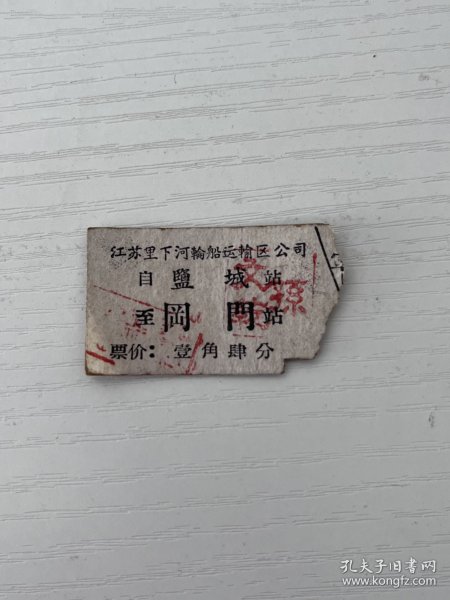 江苏里下河輪船运输区公司
自 鹽 城 站
至 岡 門 站
票价：壹角肆分
孔夫子旧书网
www.kongfz.com